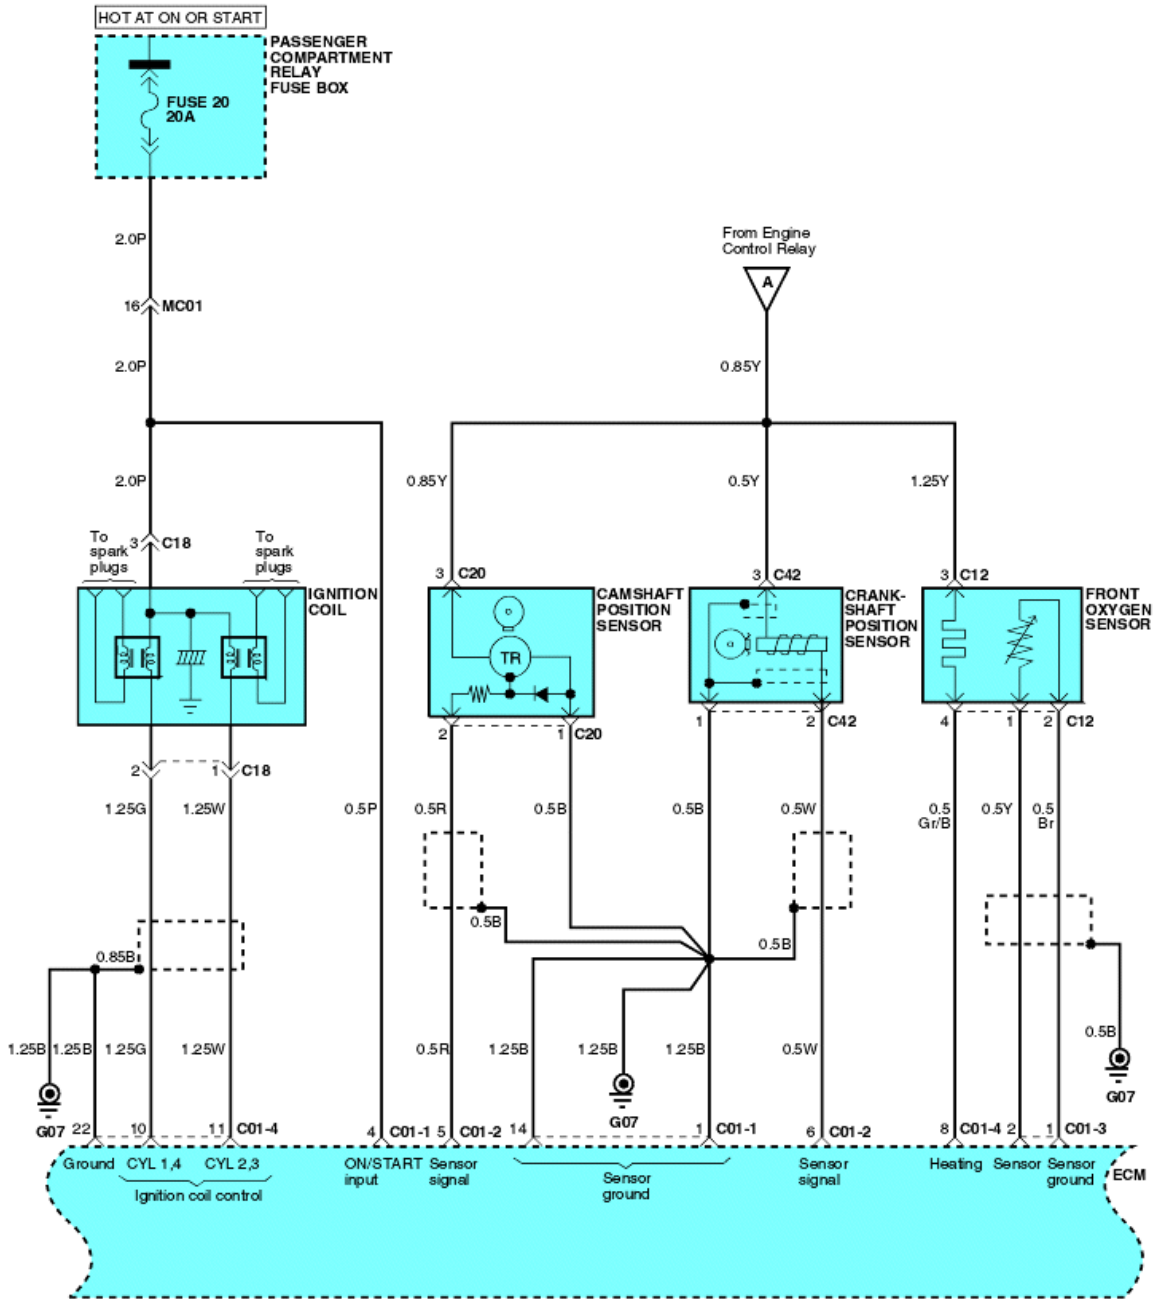 HOT AT ON OR START
PASSENGER
COMPARTMENT
RELAY
FUSE BOX
FUSE 20
20A
2.0P
From Engine
Control Relay
A
16 MC01
2.0P
0.85Y
2.0P
0.85Y
0.5Y
1.25Y
To
spark
plugs
3 C18
To
spark
plugs
3 C20
3 C42
3 C12
IGNITION
COIL
CAMSHAFT
POSITION
SENSOR
TR
CRANK-
SHAFT
POSITION
SENSOR
FRONT
OXYGEN
SENSOR
2 1 C20
1 2 C42
4 1 2 C12
2 1 C18
1.25G 1.25W 0.5P 0.5R 0.5B 0.5B 0.5W
0.5
Gr/B
0.5Y
0.5
Br
0.5B
0.5B
0.85B
1.25B 1.25B 1.25G 1.25W 0.5R 1.25B 1.25B 1.25B 0.5W
0.5B
G07
G07
G07
22 10 11 C01-4 4 C01-1 5 C01-2 14 1 C01-1 6 C01-2 8 C01-4 2 1 C01-3
Ground CYL 1,4 CYL 2,3
Ignition coil control
ON/START
input
Sensor
signal
Sensor
ground
Sensor
signal
Heating
Sensor
Sensor
ground
ECM